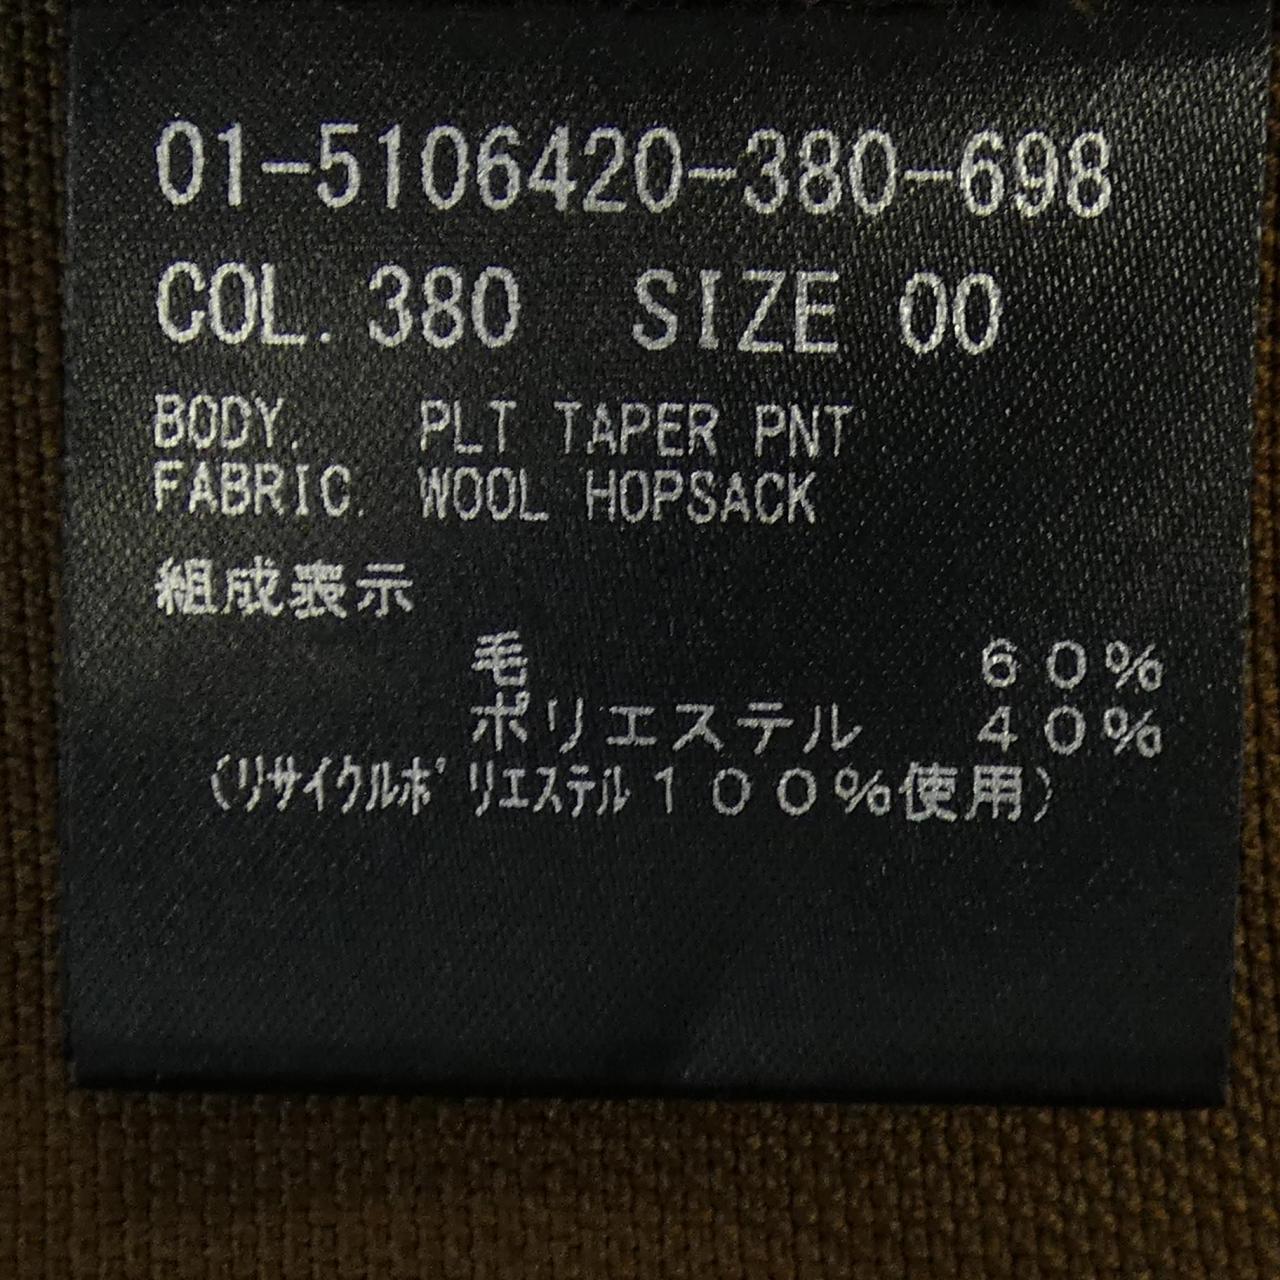 01-5106420-380-698
COL. 380 SIZE 00
BODY. PLT TAPER PNT
FABRIC. WOOL HOPSACK
組成表示
毛 60%
ポリエステル 40%
(ﾘｻｲｸﾙﾎﾟﾘｴｽﾃﾙ100%使用)